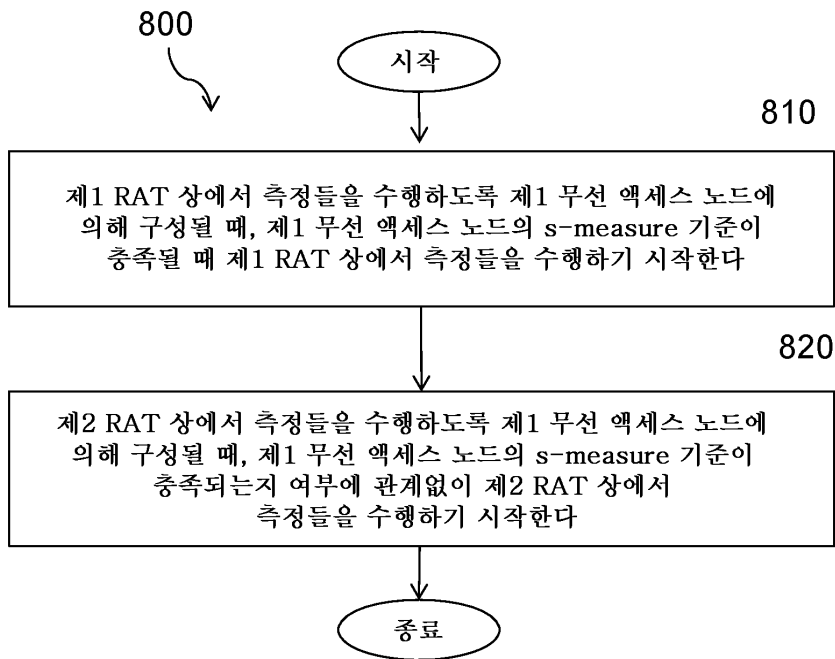 800
시작
810
제1 RAT 상에서 측정들을 수행하도록 제1 무선 액세스 노드에
의해 구성될 때, 제1 무선 액세스 노드의 s-measure 기준이
충족될 때 제1 RAT 상에서 측정들을 수행하기 시작한다
820
제2 RAT 상에서 측정들을 수행하도록 제1 무선 액세스 노드에
의해 구성될 때, 제1 무선 액세스 노드의 s-measure 기준이
충족되는지 여부에 관계없이 제2 RAT 상에서
측정들을 수행하기 시작한다
종료